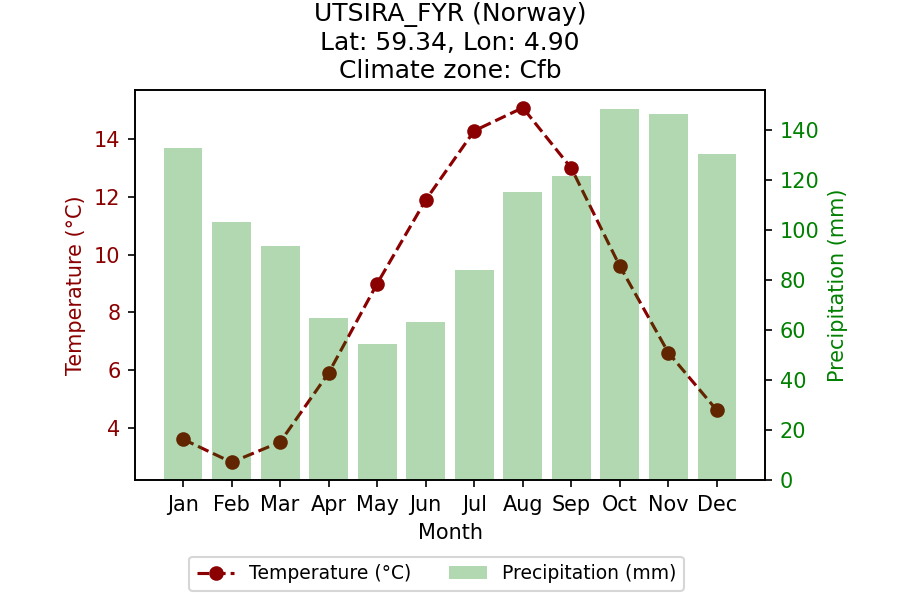 UTSIRA_FYR (Norway)
Lat: 59.34, Lon: 4.90
Climate zone: Cfb
Temperature (°C)
14
12
10
8
6
4
Precipitation (mm)
140
120
100
80
60
40
20
0
Jan Feb Mar Apr May Jun Jul Aug Sep Oct Nov Dec
Month
Temperature (°C) Precipitation (mm)